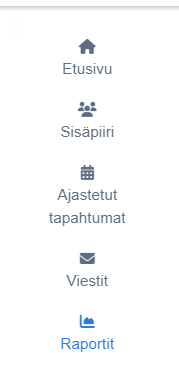 Etusivu
Sisäpiiri
Ajastetut
tapahtumat
Viestit
Raportit